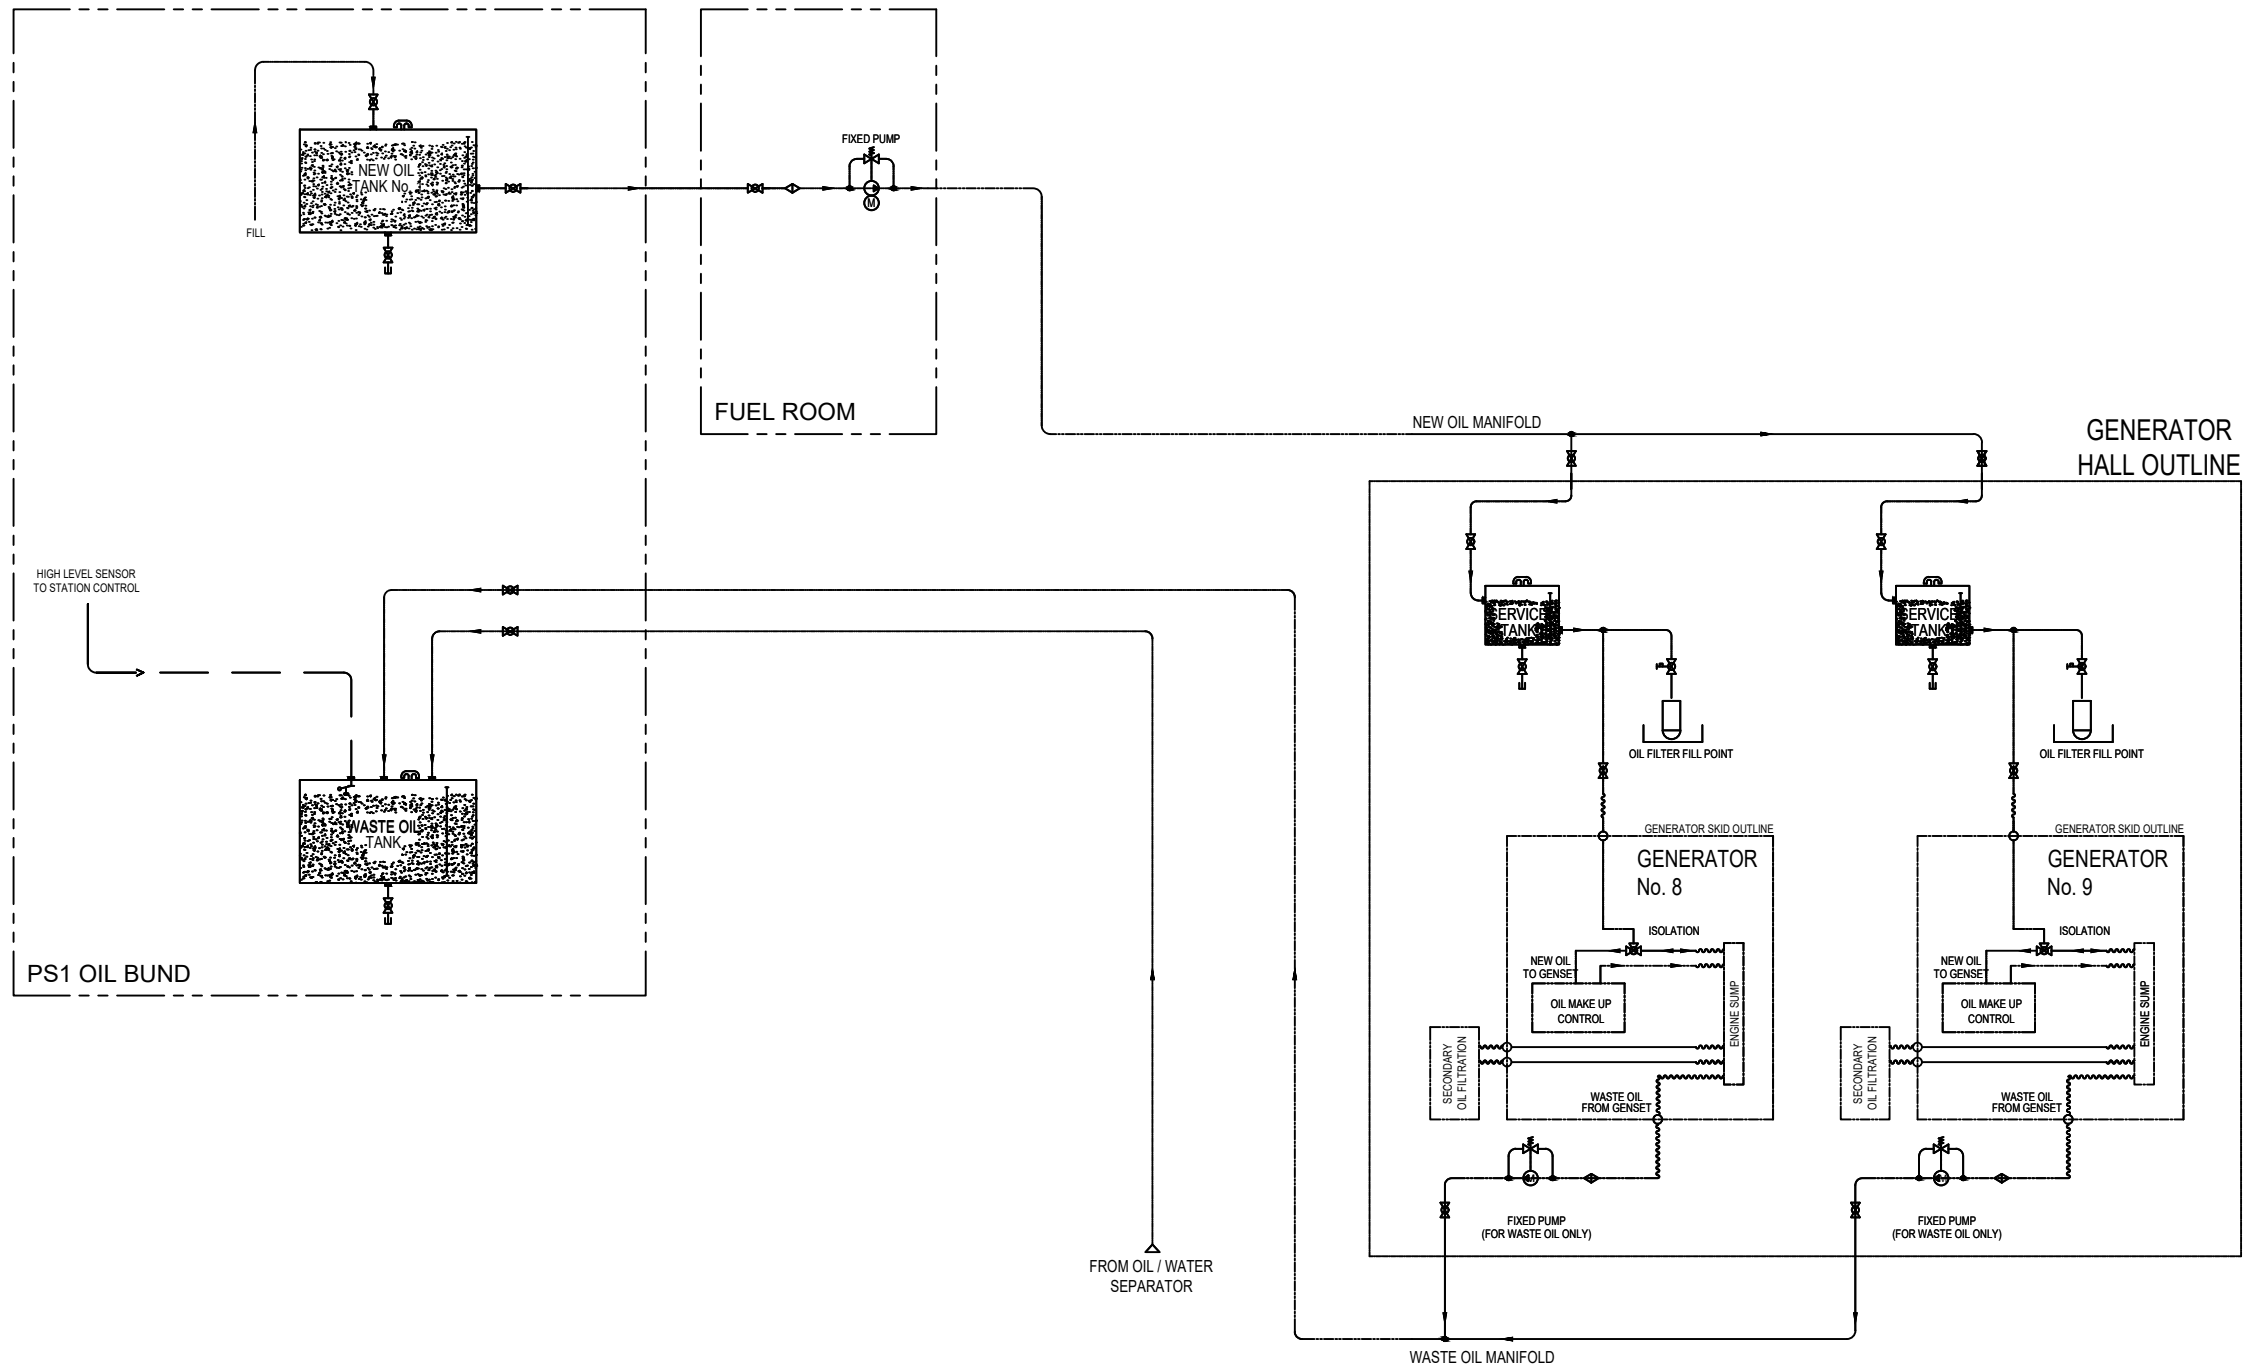 FIXED PUMP
NEW OIL
TANK No.
FILL
FUEL ROOM
NEW OIL MANIFOLD
GENERATOR
HALL OUTLINE
HIGH LEVEL SENSOR
TO STATION CONTROL
SERVICE
TANK
SERVICE
TANK
OIL FILTER FILL POINT
OIL FILTER FILL POINT
WASTE OIL
TANK
GENERATOR SKID OUTLINE
GENERATOR
No. 8
GENERATOR SKID OUTLINE
GENERATOR
No. 9
PS1 OIL BUND
ISOLATION
NEW OIL
TO GENSET
OIL MAKE UP
CONTROL
ENGINE SUMP
SECONDARY
OIL FILTRATION
WASTE OIL
FROM GENSET
ISOLATION
NEW OIL
TO GENSET
OIL MAKE UP
CONTROL
ENGINE SUMP
SECONDARY
OIL FILTRATION
WASTE OIL
FROM GENSET
M
FIXED PUMP
(FOR WASTE OIL ONLY)
FIXED PUMP
(FOR WASTE OIL ONLY)
FROM OIL / WATER
SEPARATOR
WASTE OIL MANIFOLD